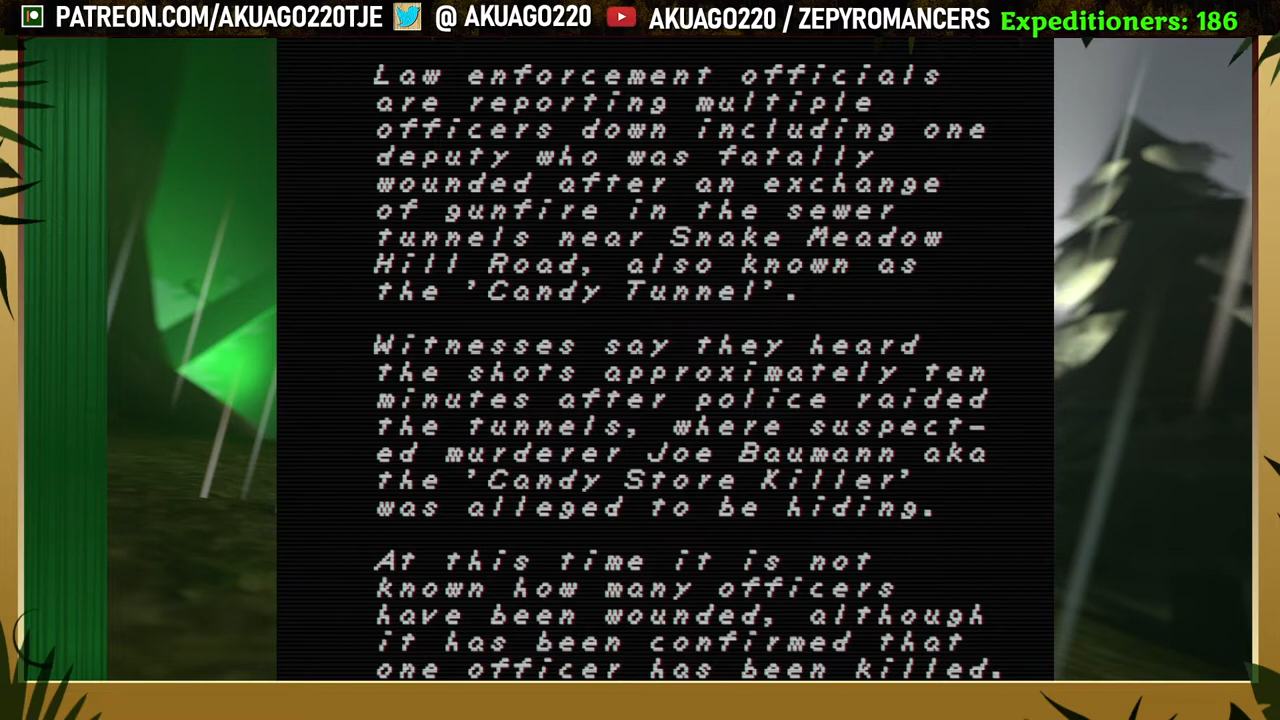 PATREON.COM/AKUAGO220TJE @ AKUAGO220 AKUAGO220 / ZEPYROMANCERS Expeditioners: 186
Law enforcement officials
are reporting multiple
officers down including one
deputy who was fatally
wounded after an exchange
of gunfire in the sewer
tunnels near Snake Meadow
Hill Road, also known as
the 'Candy Tunnel'.
Witnesses say they heard
the shots approximately ten
minutes after police raided
the tunnels, where suspect-
ed murderer Joe Baumann aka
the 'Candy Store Killer'
was alleged to be hiding.
At this time it is not
known how many officers
have been wounded, although
it has been confirmed that
one officer has been killed.